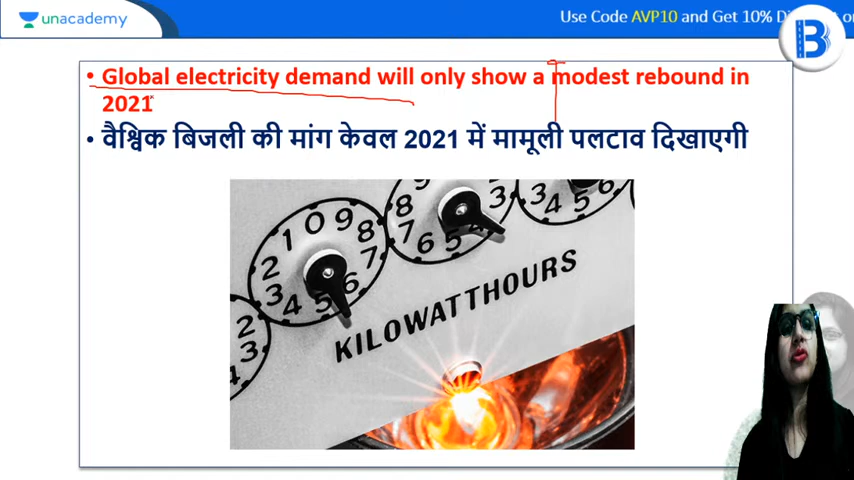 unacademy
Use Code AVP10 and Get 10%
B
• Global electricity demand will only show a modest rebound in
2021
• वैश्विक बिजली की मांग केवल 2021 में मामूली पलटाव दिखाएगी
KILOWATTHOURS